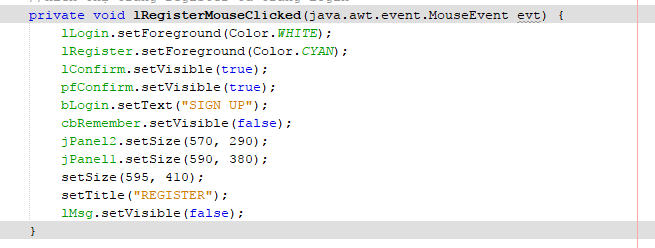 private void lRegisterMouseClicked(java.awt.event.MouseEvent evt) {
lLogin.setForeground(Color.WHITE);
lRegister.setForeground(Color.CYAN);
lConfirm.setVisible(true);
pfConfirm.setVisible(true);
bLogin.setText("SIGN UP");
cbRemember.setVisible(false);
jPanel2.setSize(570, 290);
jPanel1.setSize(590, 380);
setSize(595, 410);
setTitle("REGISTER");
lMsg.setVisible(false);
}